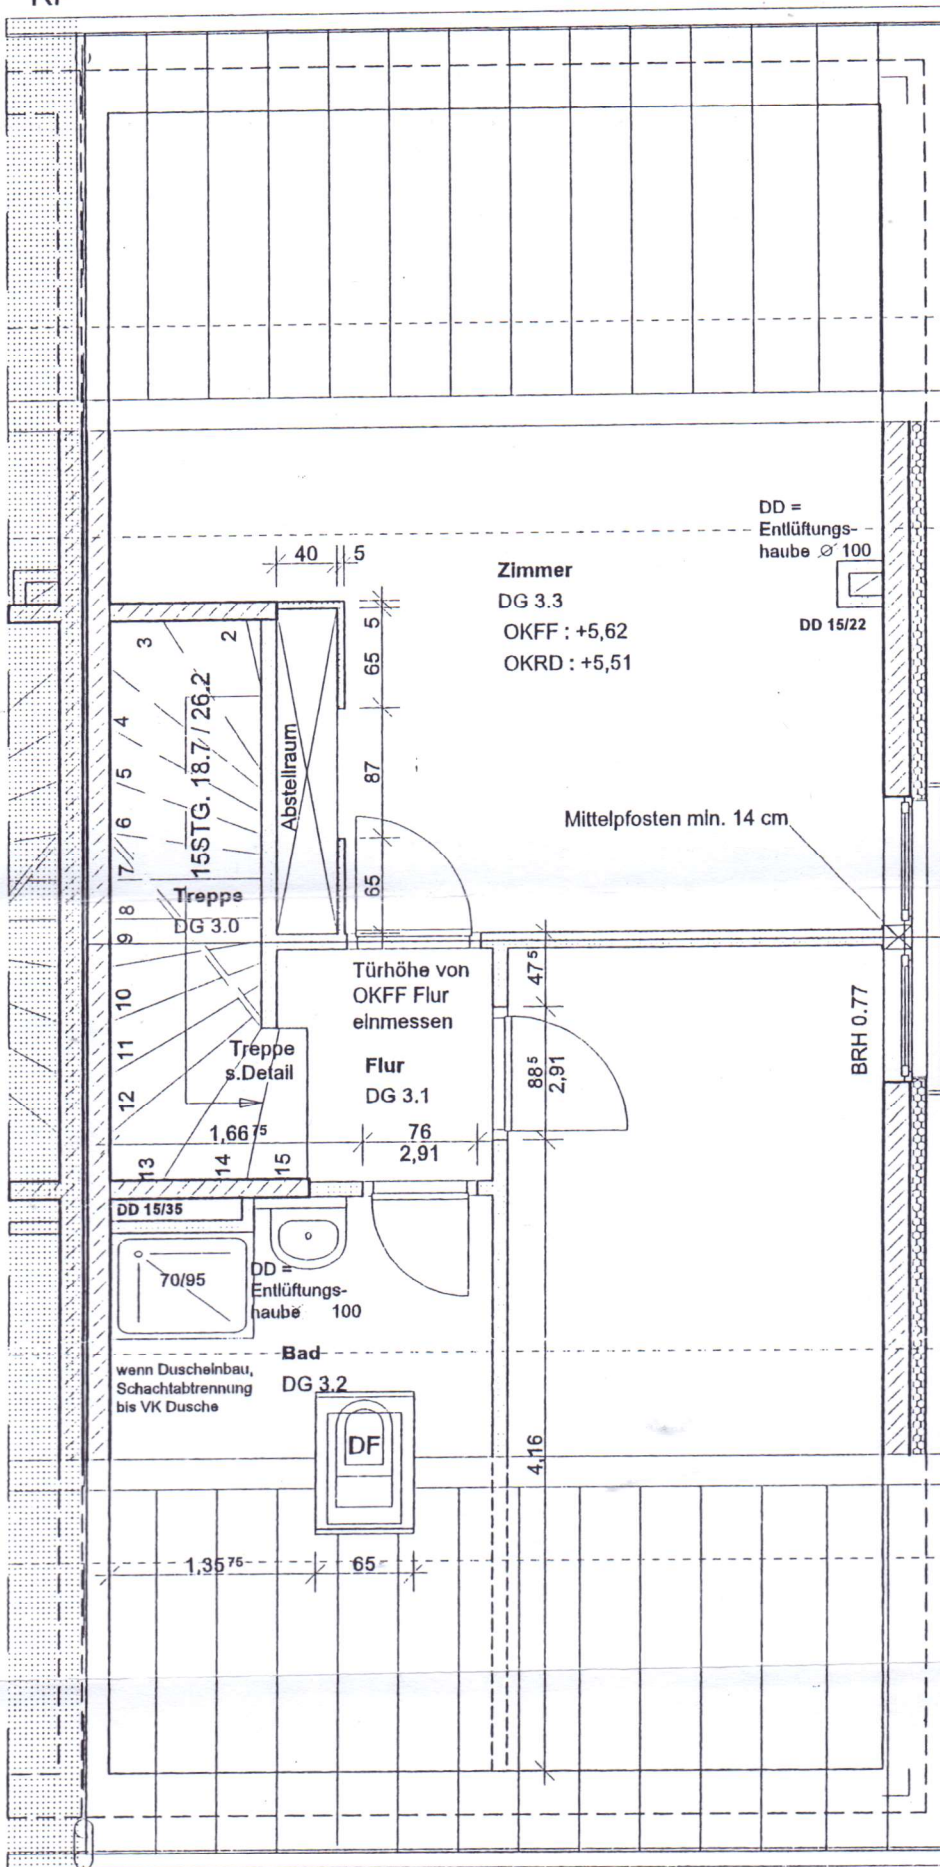 DD =
Entlüftungs-
haube ∅ 100
40
5
Zimmer
DG 3.3
OKFF : +5,62
OKRD : +5,51
DD 15/22
5
65
87
65
3
2
4
5
6
7
8
9
10
11
12
13
14
15
15STG. 18.7 / 26.2
Abstellraum
Mittelpfosten min. 14 cm
Treppe
DG 3.0
Türhöhe von
OKFF Flur
einmessen
47⁵
BRH 0.77
Treppe
s.Detail
Flur
DG 3.1
88⁵
2,91
1,66⁷⁵
76
2,91
DD 15/35
70/95
DD =
Entlüftungs-
haube 100
Bad
DG 3.2
wenn Duscheinbau,
Schachtabtrennung
bis VK Dusche
DF
4,16
1,35⁷⁵
65